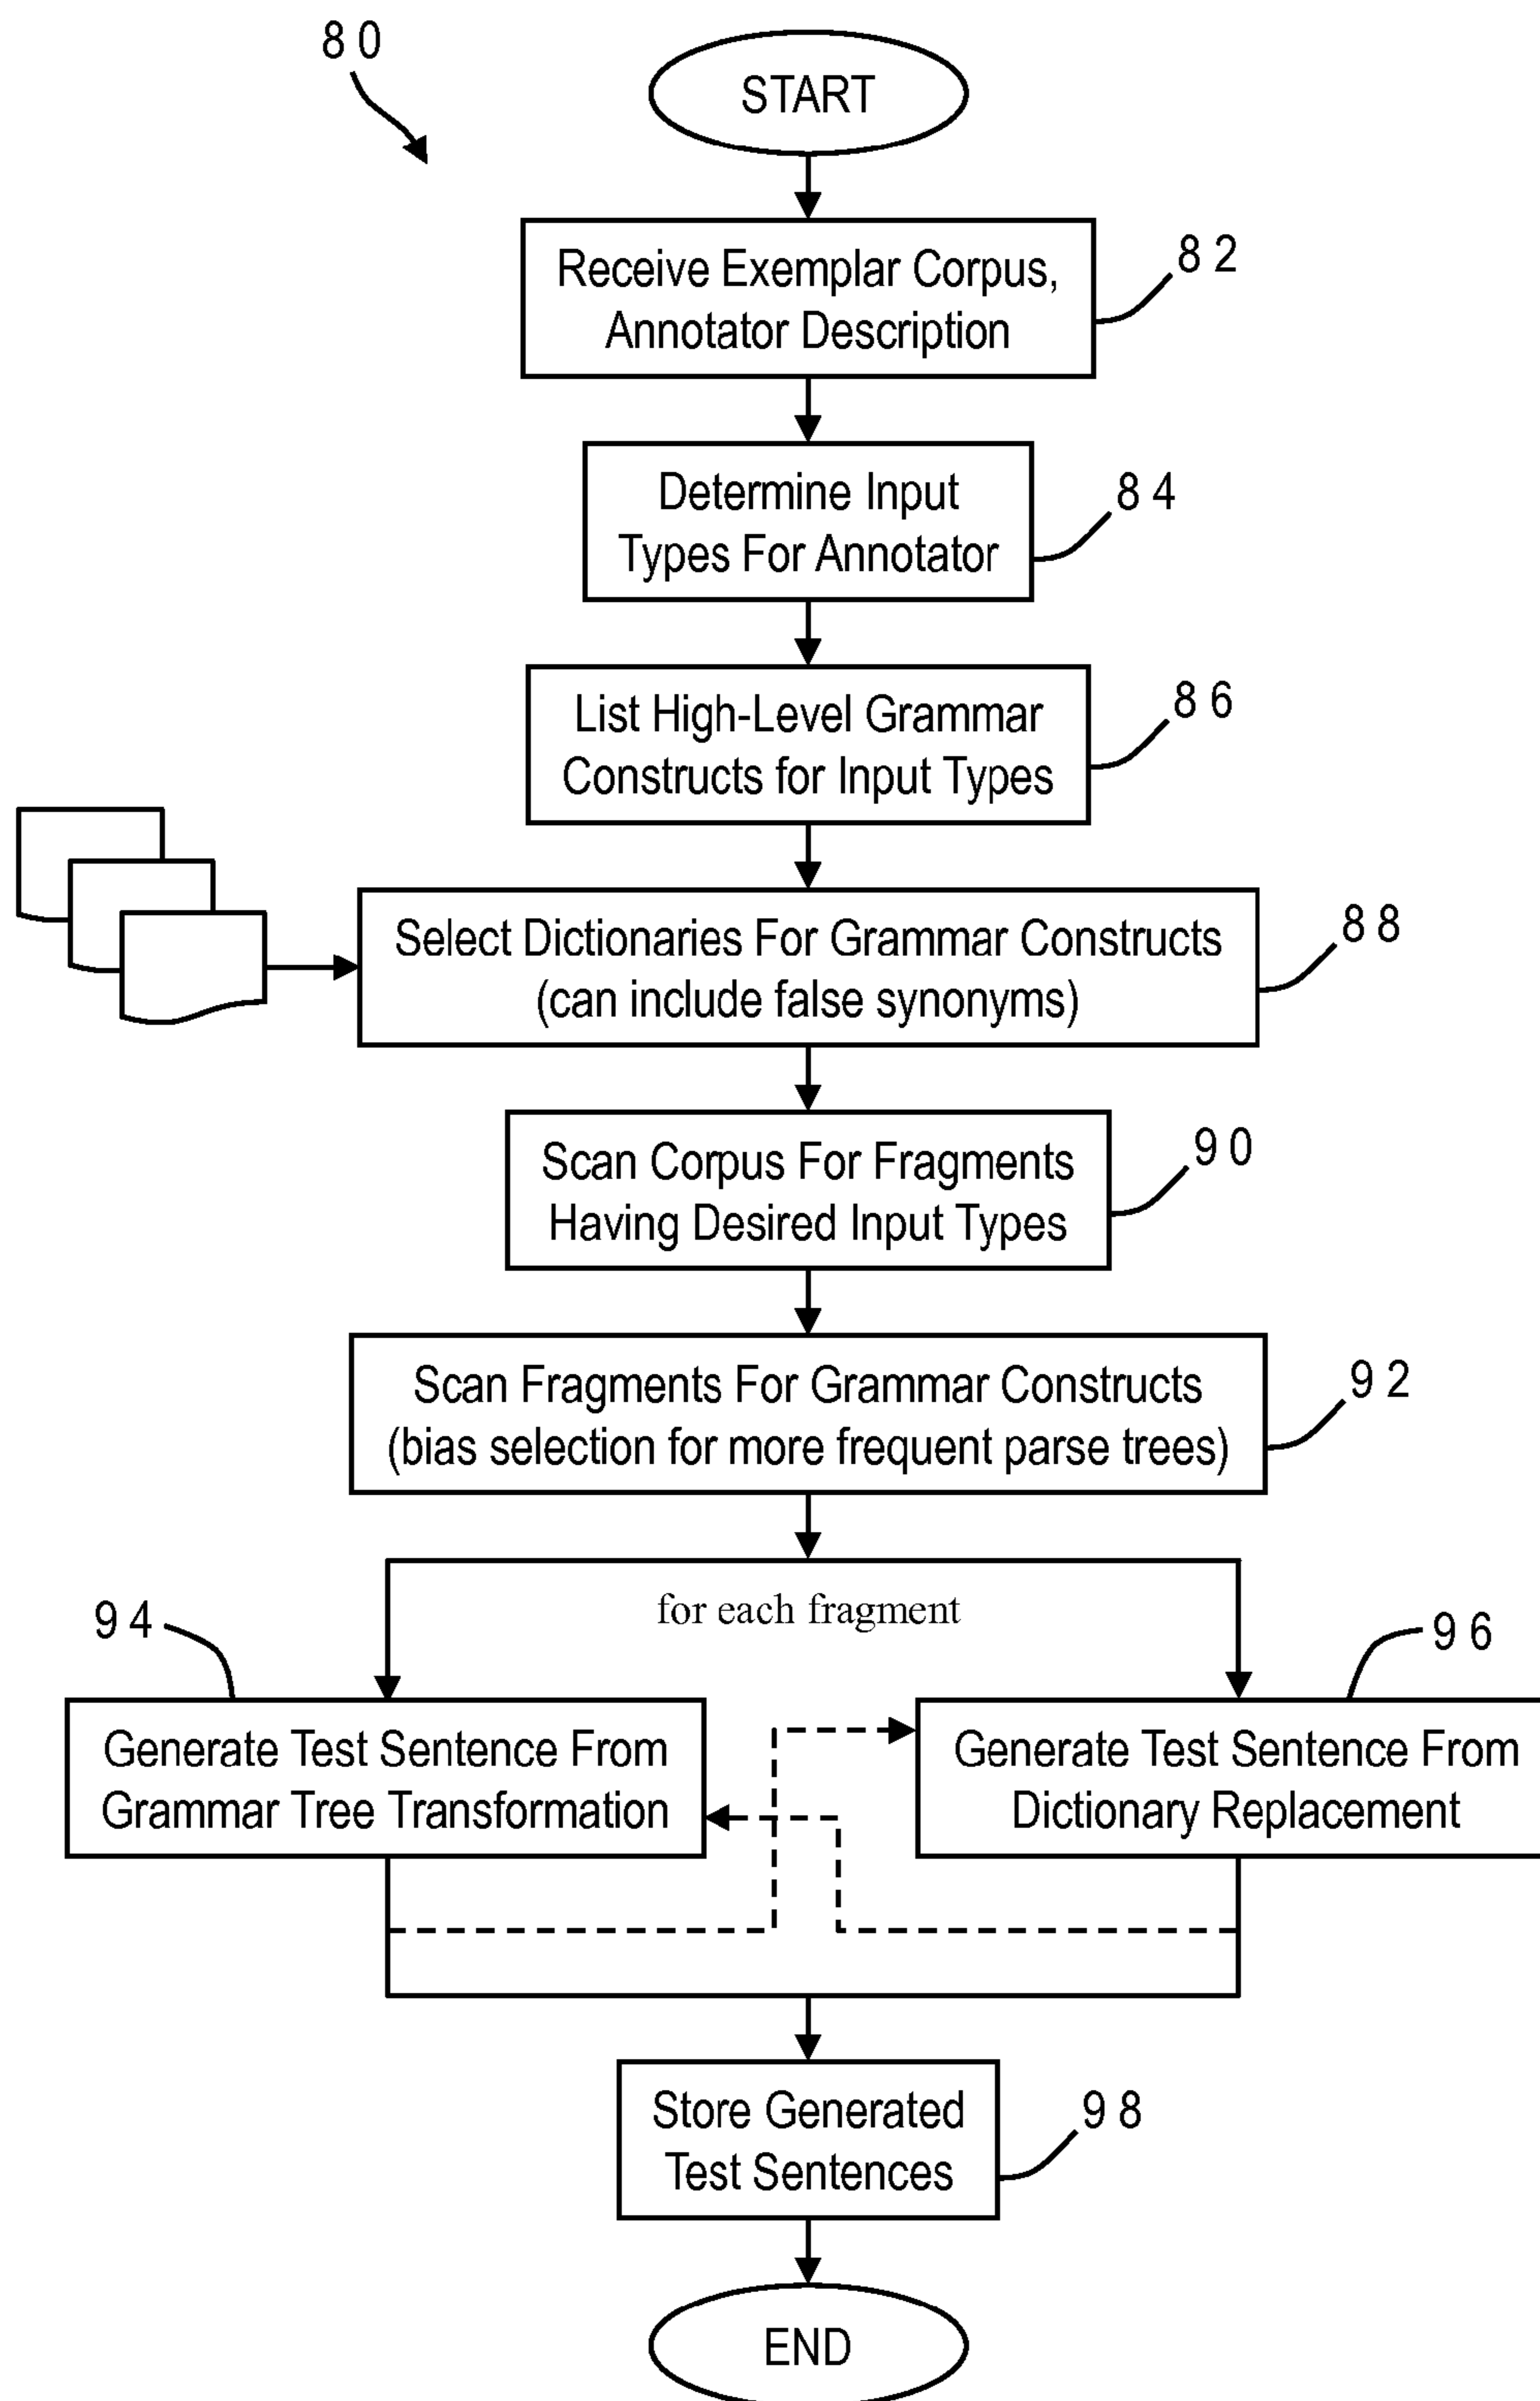 80
START
Receive Exemplar Corpus,
Annotator Description
82
Determine Input
Types For Annotator
84
List High-Level Grammar
Constructs for Input Types
86
Select Dictionaries For Grammar Constructs
(can include false synonyms)
88
Scan Corpus For Fragments
Having Desired Input Types
90
Scan Fragments For Grammar Constructs
(bias selection for more frequent parse trees)
92
for each fragment
94
Generate Test Sentence From
Grammar Tree Transformation
96
Generate Test Sentence From
Dictionary Replacement
Store Generated
Test Sentences
98
END